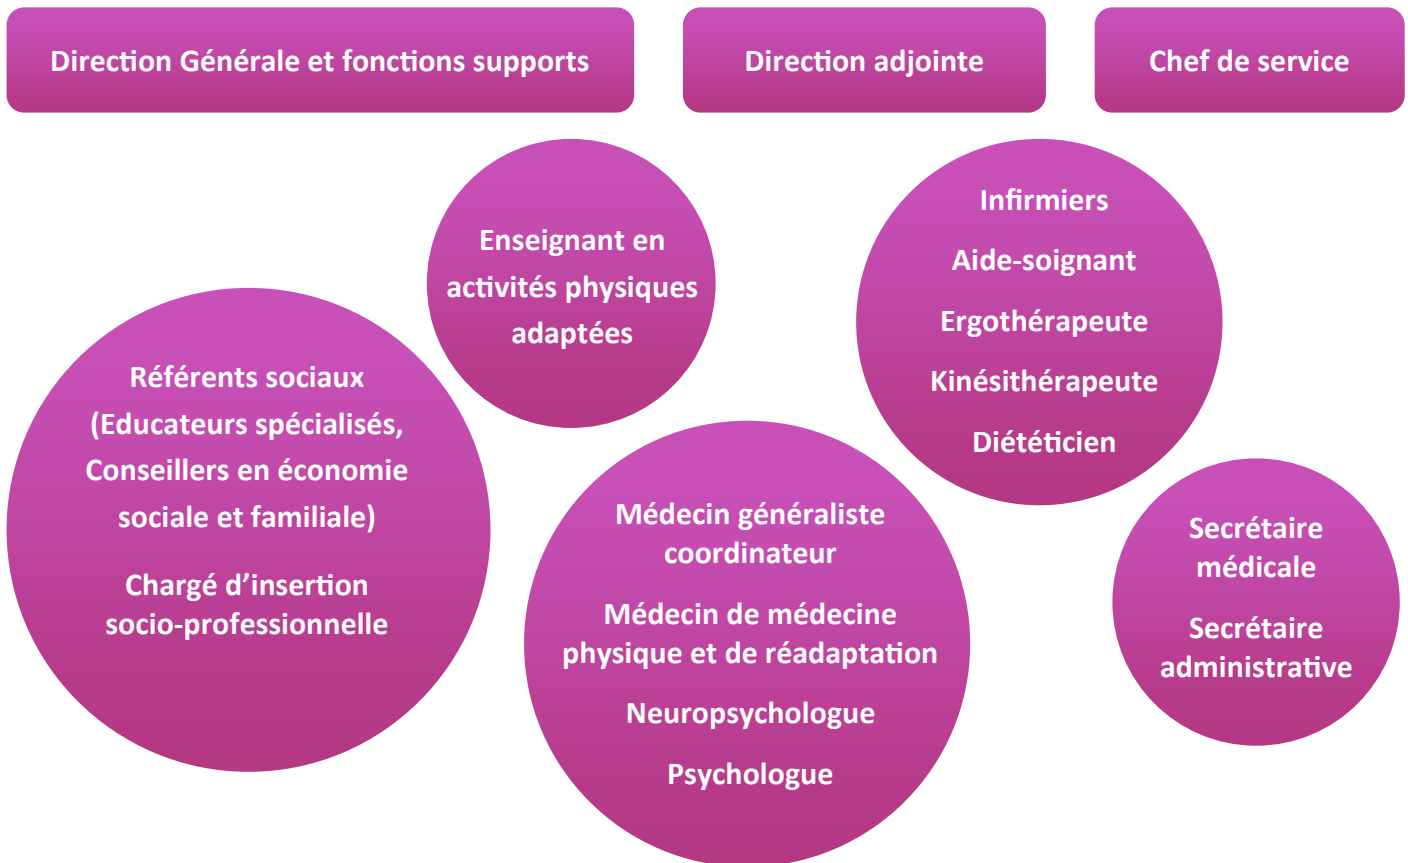 Direction Générale et fonctions supports
Direction adjointe
Chef de service
Enseignant en
activités physiques
adaptées
Infirmiers
Aide-soignant
Ergothérapeute
Kinésithérapeute
Diététicien
Référents sociaux
(Educateurs spécialisés,
Conseillers en économie
sociale et familiale)
Chargé d’insertion
socio-professionnelle
Médecin généraliste
coordinateur
Médecin de médecine
physique et de réadaptation
Neuropsychologue
Psychologue
Secrétaire
médicale
Secrétaire
administrative